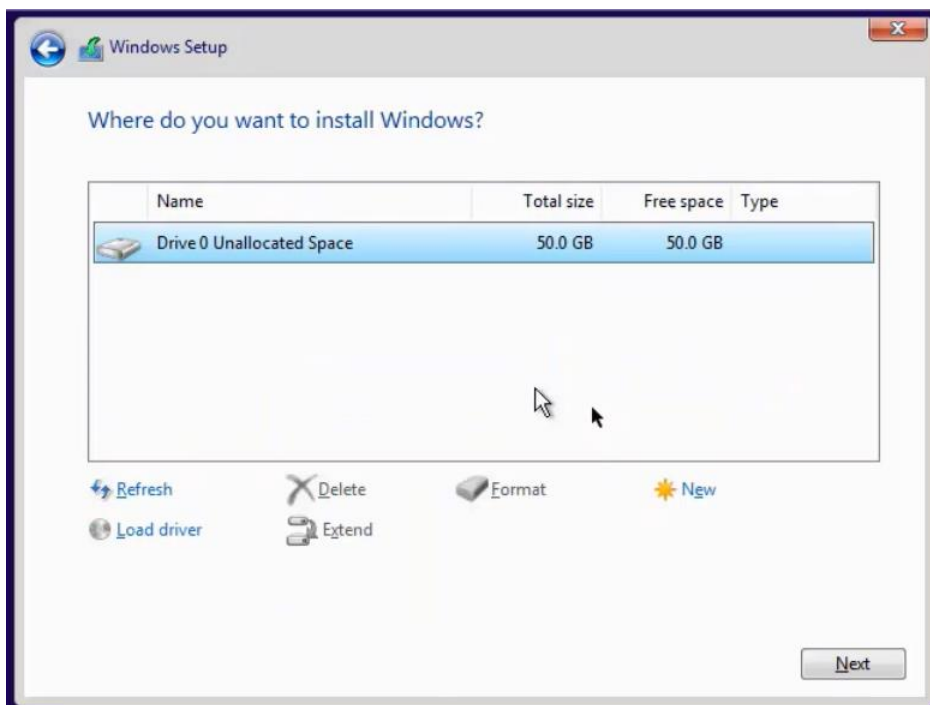 Windows Setup
Where do you want to install Windows?
Name Total size Free space Type
Drive 0 Unallocated Space 50.0 GB 50.0 GB
Refresh Delete Format New
Load driver Extend
Next